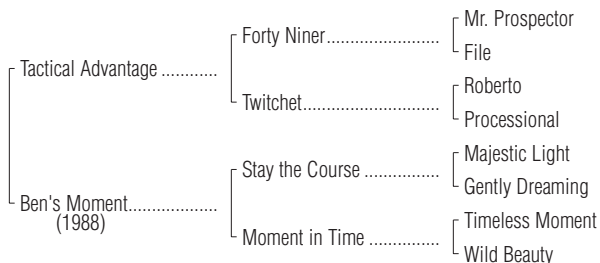 Mr. Prospector
Forty Niner
File
Tactical Advantage
Roberto
Twitchet
Processional
Majestic Light
Stay the Course
Gently Dreaming
Ben's Moment
(1988)
Timeless Moment
Moment in Time
Wild Beauty